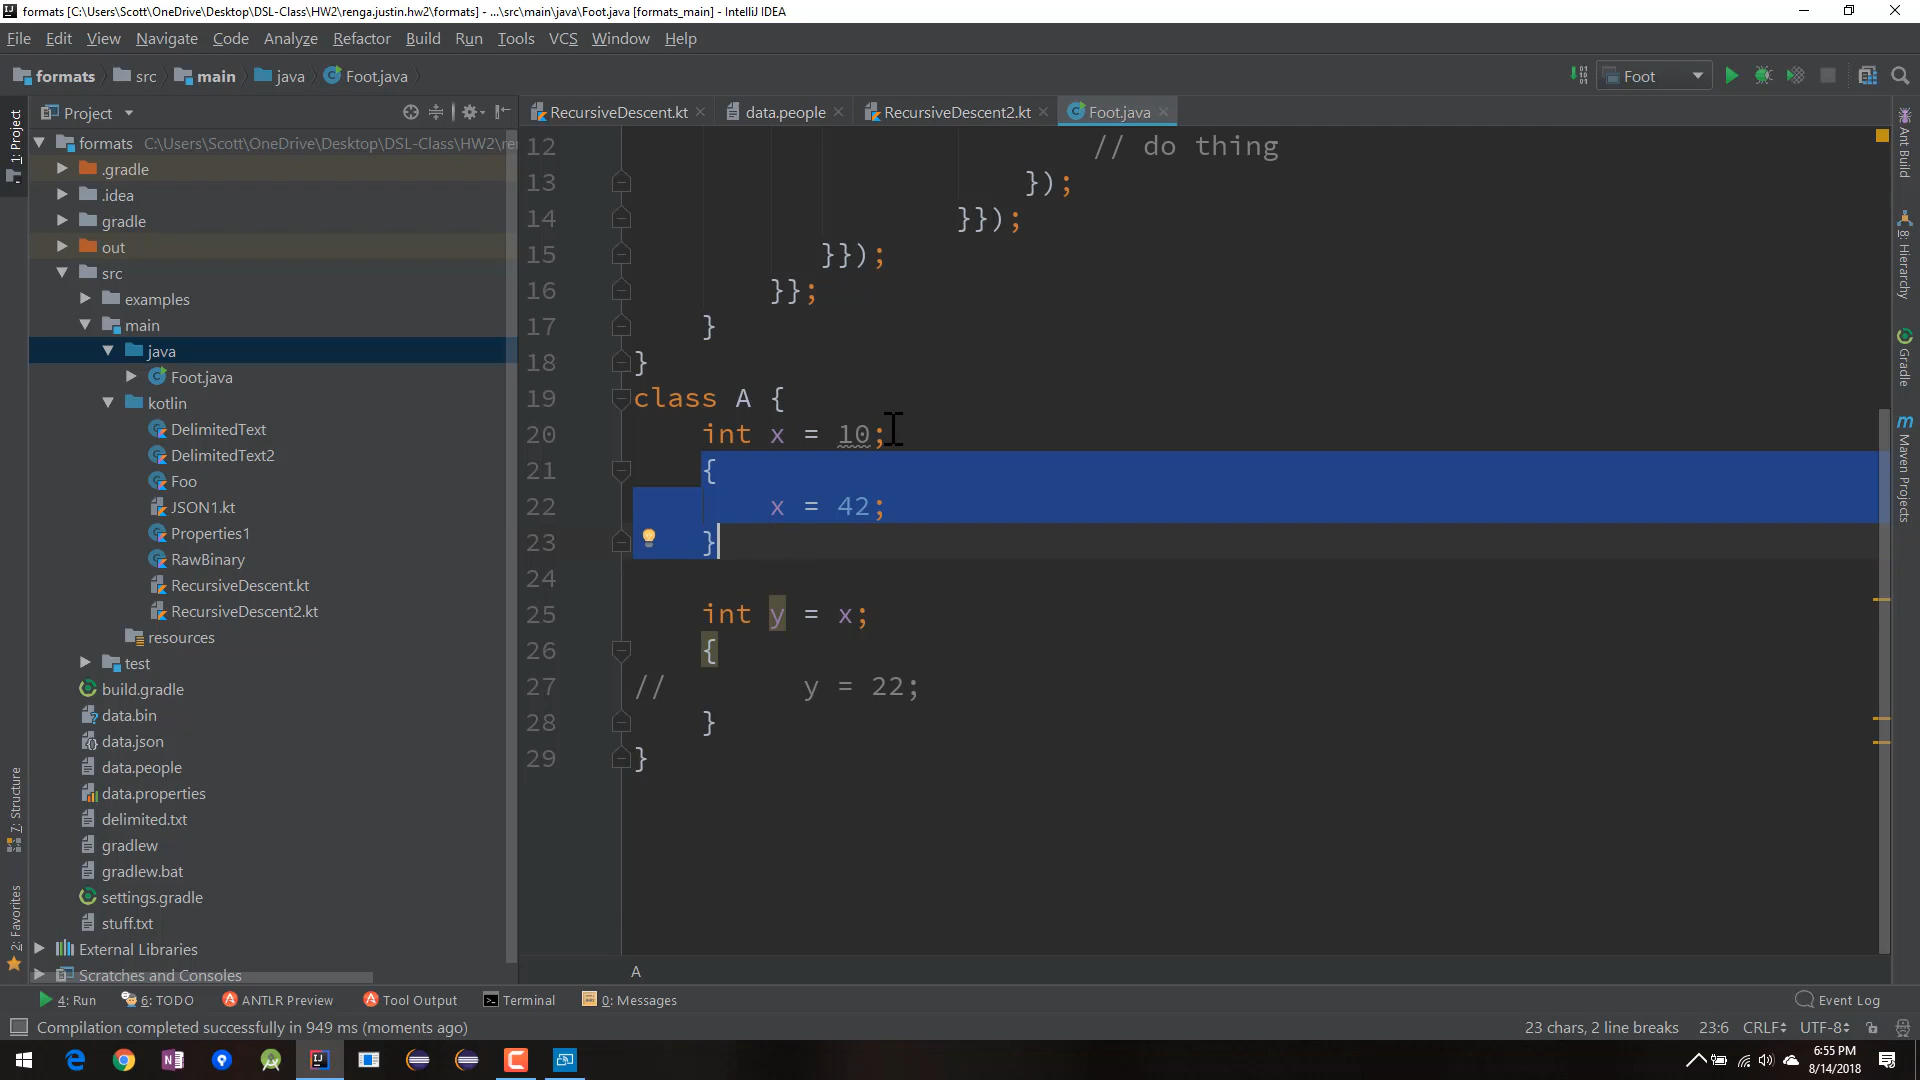 formats [C:\Users\Scott\OneDrive\Desktop\DSL-Class\HW2\renga.justin.hw2\formats] - ...\src\main\java\Foot.java [formats_main] - IntelliJ IDEA
File Edit View Navigate Code Analyze Refactor Build Run Tools VCS Window Help
formats src main java Foot.java Foot
Project
RecursiveDescent.kt data.people RecursiveDescent2.kt Foot.java
1: Project
7: Structure
2: Favorites
formats C:\Users\Scott\OneDrive\Desktop\DSL-Class\HW2\re
.gradle
.idea
gradle
out
src
examples
main
java
Foot.java
kotlin
DelimitedText
DelimitedText2
Foo
JSON1.kt
Properties1
RawBinary
RecursiveDescent.kt
RecursiveDescent2.kt
resources
test
build.gradle
data.bin
data.json
data.people
data.properties
delimited.txt
gradlew
gradlew.bat
settings.gradle
stuff.txt
External Libraries
Scratches and Consoles
12 // do thing
13 });
14 }});
15 }});
16 }};
17 }
18 }
19 class A {
20 int x = 10;
21 {
22 x = 42;
23 }
24
25 int y = x;
26 {
27 // y = 22;
28 }
29 }
A
Ant Build
8: Hierarchy
Gradle
m Maven Projects
4: Run 6: TODO ANTLR Preview Tool Output Terminal 0: Messages Event Log
Compilation completed successfully in 949 ms (moments ago) 23 chars, 2 line breaks 23:6 CRLF UTF-8
6:55 PM
8/14/2018